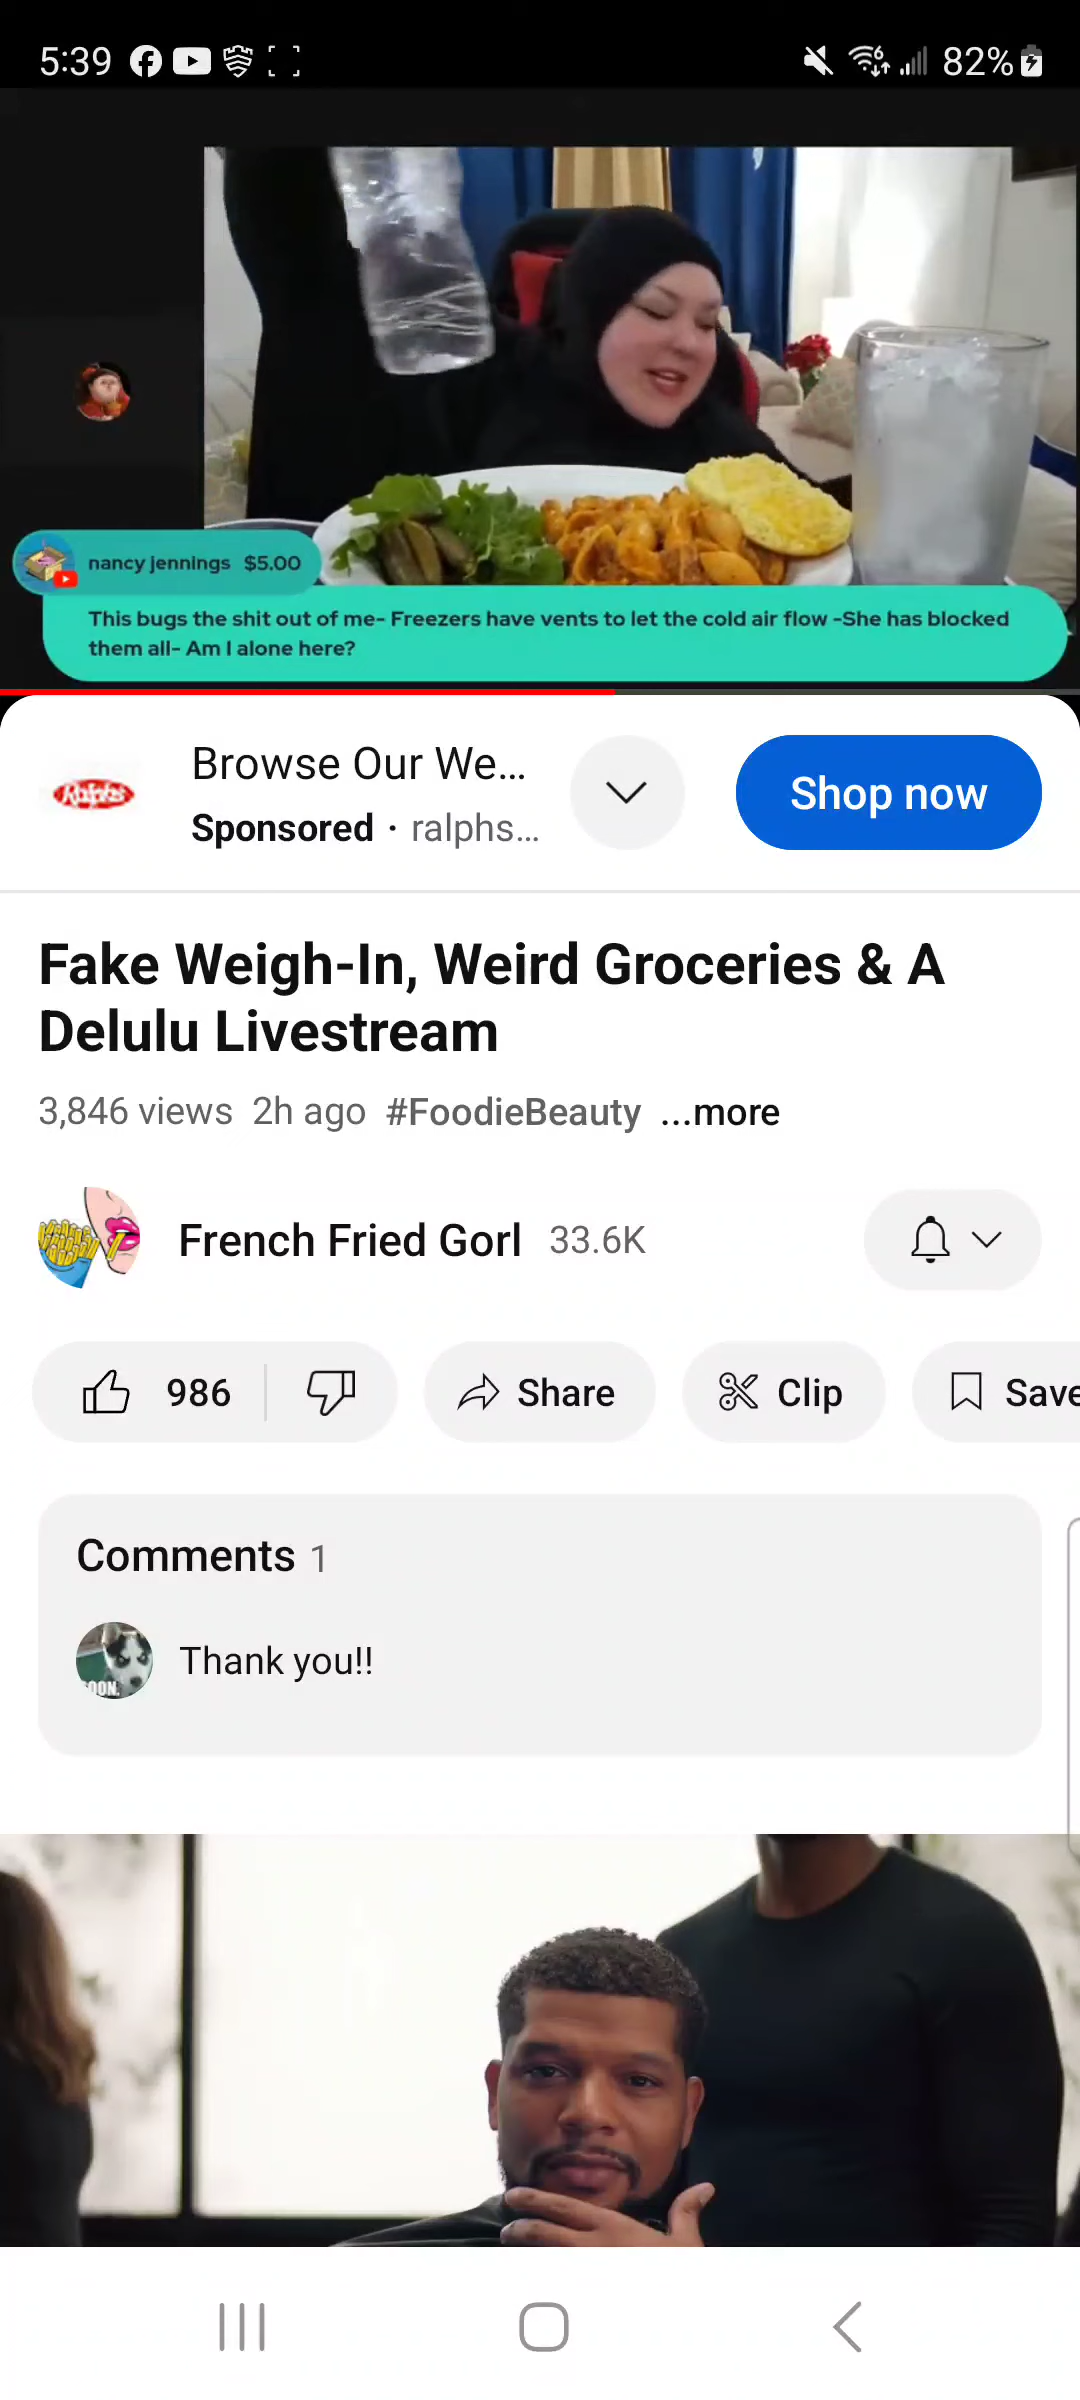 5:39
82%
nancy jennings $5.00
This bugs the shit out of me- Freezers have vents to let the cold air flow -She has blocked
them all- Am I alone here?
Ralphs
Browse Our We...
Sponsored · ralphs...
Shop now
Fake Weigh-In, Weird Groceries & A
Delulu Livestream
3,846 views 2h ago #FoodieBeauty ...more
French Fried Gorl 33.6K
986
Share
Clip
Save
Comments 1
Thank you!!